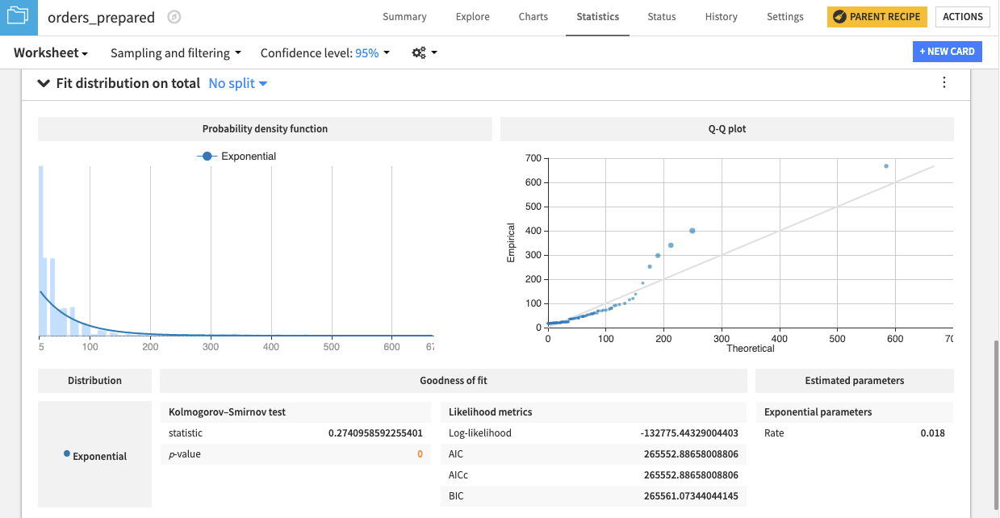 orders_prepared
Summary
Explore
Charts
Statistics
Status
History
Settings
PARENT RECIPE
ACTIONS
Worksheet
Sampling and filtering
Confidence level: 95%
+ NEW CARD
Fit distribution on total No split
Probability density function
Exponential
5 100 200 300 400 500 600 67
Q-Q plot
700
600
500
400
300
200
100
0
Empirical
0 100 200 300 400 500 600 70
Theoretical
Distribution
Goodness of fit
Estimated parameters
Exponential
Kolmogorov–Smirnov test
statistic 0.2740958592255401
p-value 0
Likelihood metrics
Log-likelihood -132775.44329004403
AIC 265552.88658008806
AICc 265552.88658008806
BIC 265561.07344044145
Exponential parameters
Rate 0.018